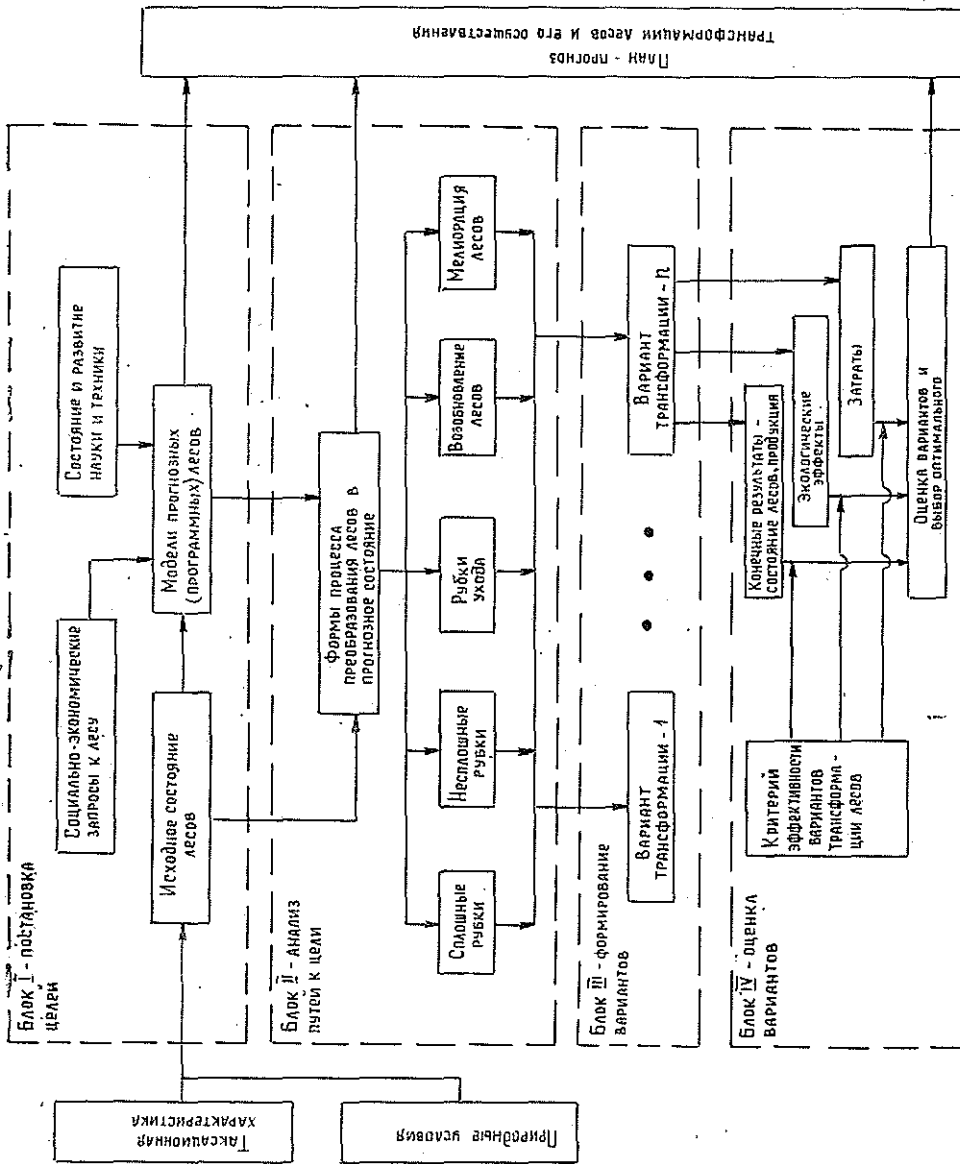 Таксационная
характеристика
Природные условия
Блок I - постановка
целей
Социально-экономические
запросы к лесу
Состояние и развитие
науки и техники
Исходное состояние
лесов
Модели прогнозных
(программных) лесов
Блок II - анализ
путей к цели
Формы процесса
преобразования лесов в
прогнозное состояние
Сплошные
рубки
Несплошные
рубки
Рубки
ухода
Возобновление
лесов
Мелиорация
лесов
Блок III - формирование
вариантов
Вариант
трансформации - 1
Вариант
трансформации - n
Блок IV - оценка
вариантов
Критерий
эффективности
вариантов
трансформа-
ции лесов
Конечные результаты -
состояние лесов, продукция
Экологические
эффекты
Затраты
Оценка вариантов и
выбор оптимального
План - прогноз
трансформации лесов и его осуществления